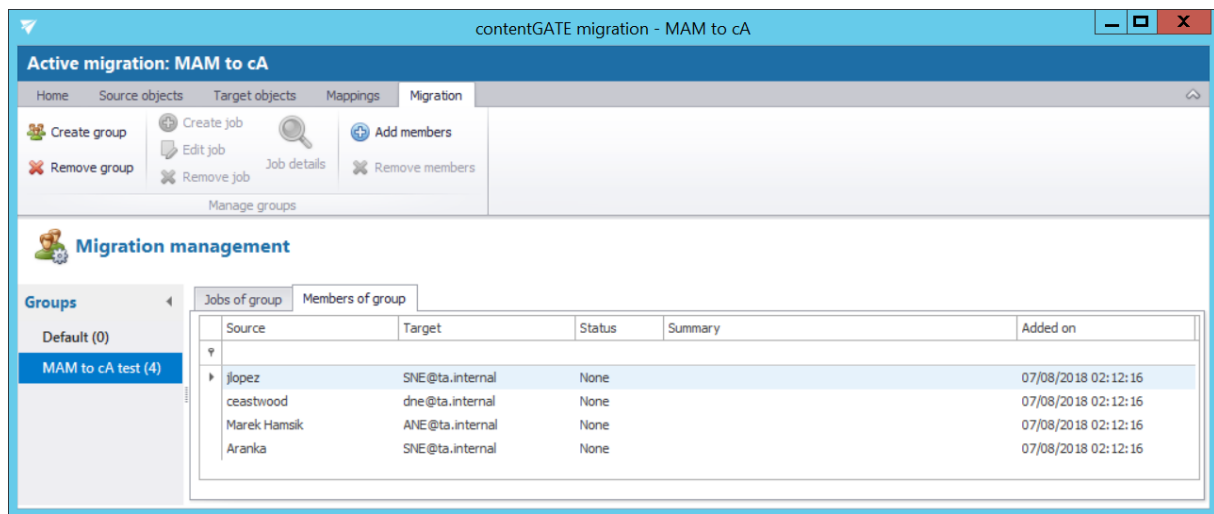 contentGATE migration - MAM to cA
Active migration: MAM to cA
Home Source objects Target objects Mappings Migration
Create group Create job Add members
Edit job
Remove group Job details Remove members
Remove job
Manage groups
Migration management
Groups Jobs of group Members of group
Source Target Status Summary Added on
Default (0)
MAM to cA test (4)
jlopez SNE@ta.internal None 07/08/2018 02:12:16
ceastwood dne@ta.internal None 07/08/2018 02:12:16
Marek Hamsik ANE@ta.internal None 07/08/2018 02:12:16
Aranka SNE@ta.internal None 07/08/2018 02:12:16